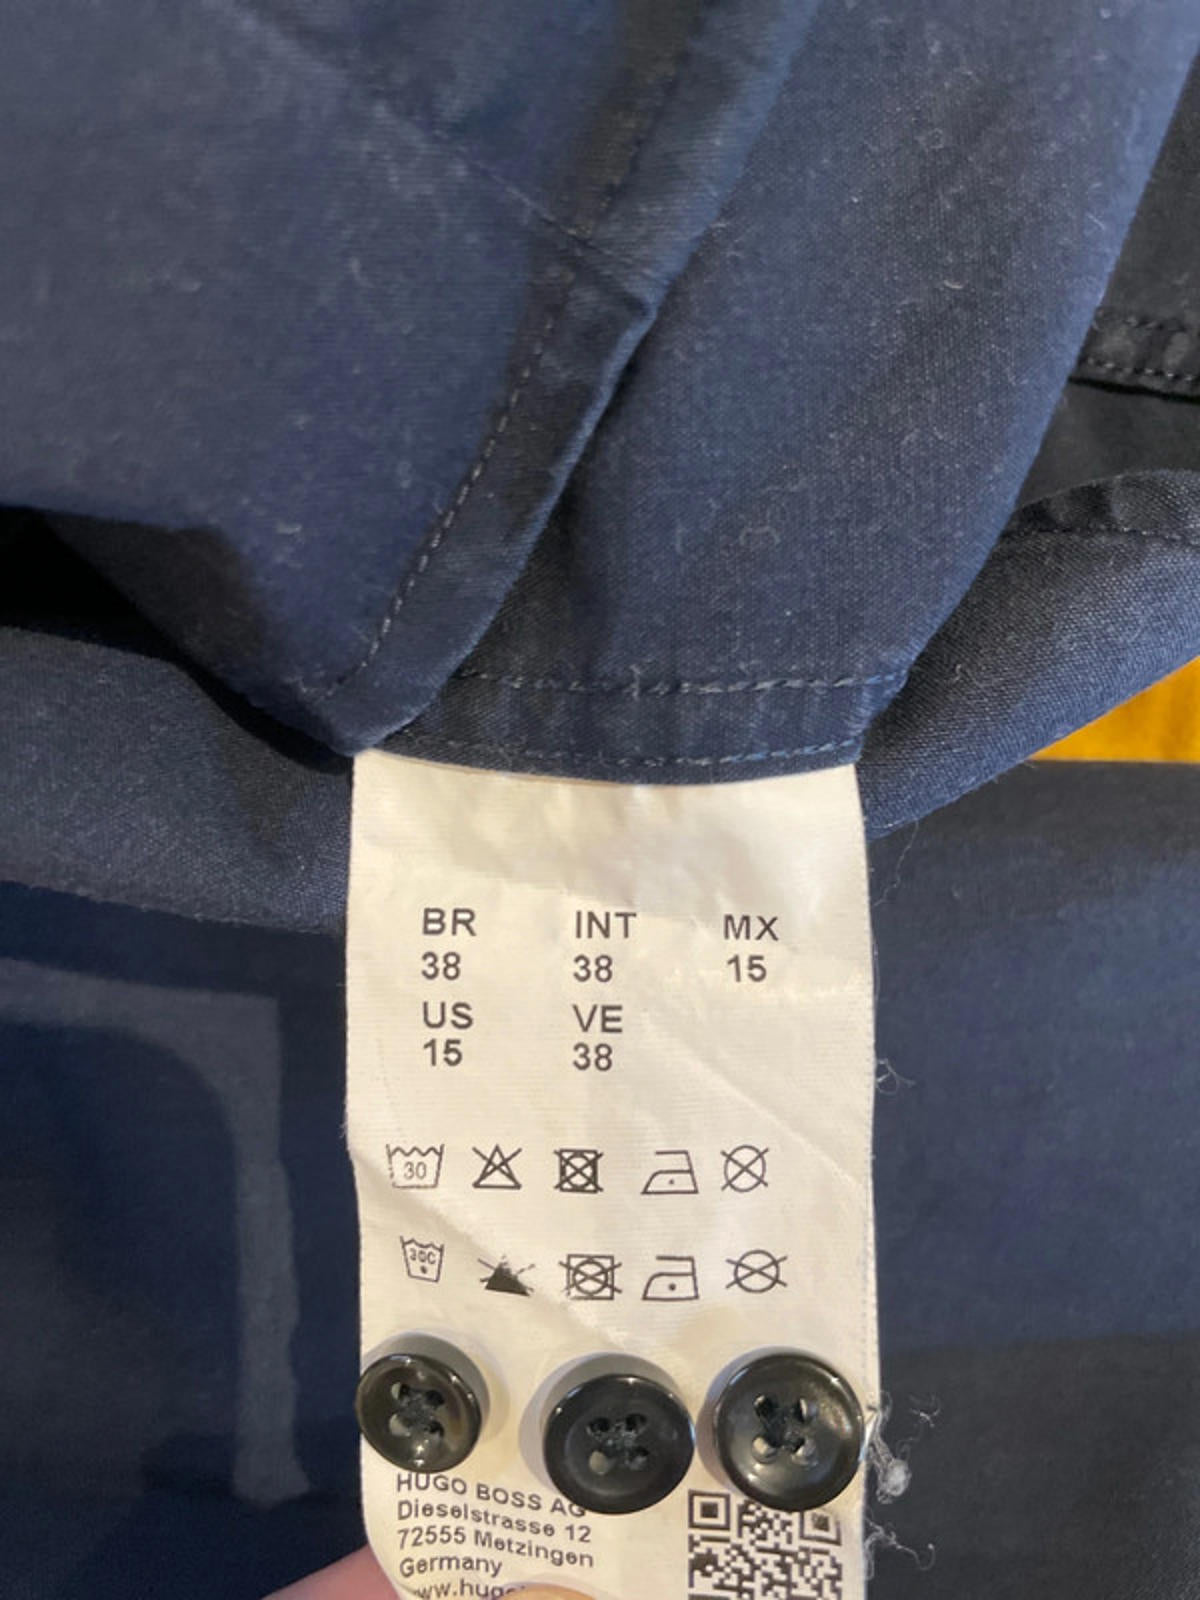 BR INT MX
38 38 15
US VE
15 38
30
30C
HUGO BOSS AG
Dieselstrasse 12
72555 Metzingen
Germany